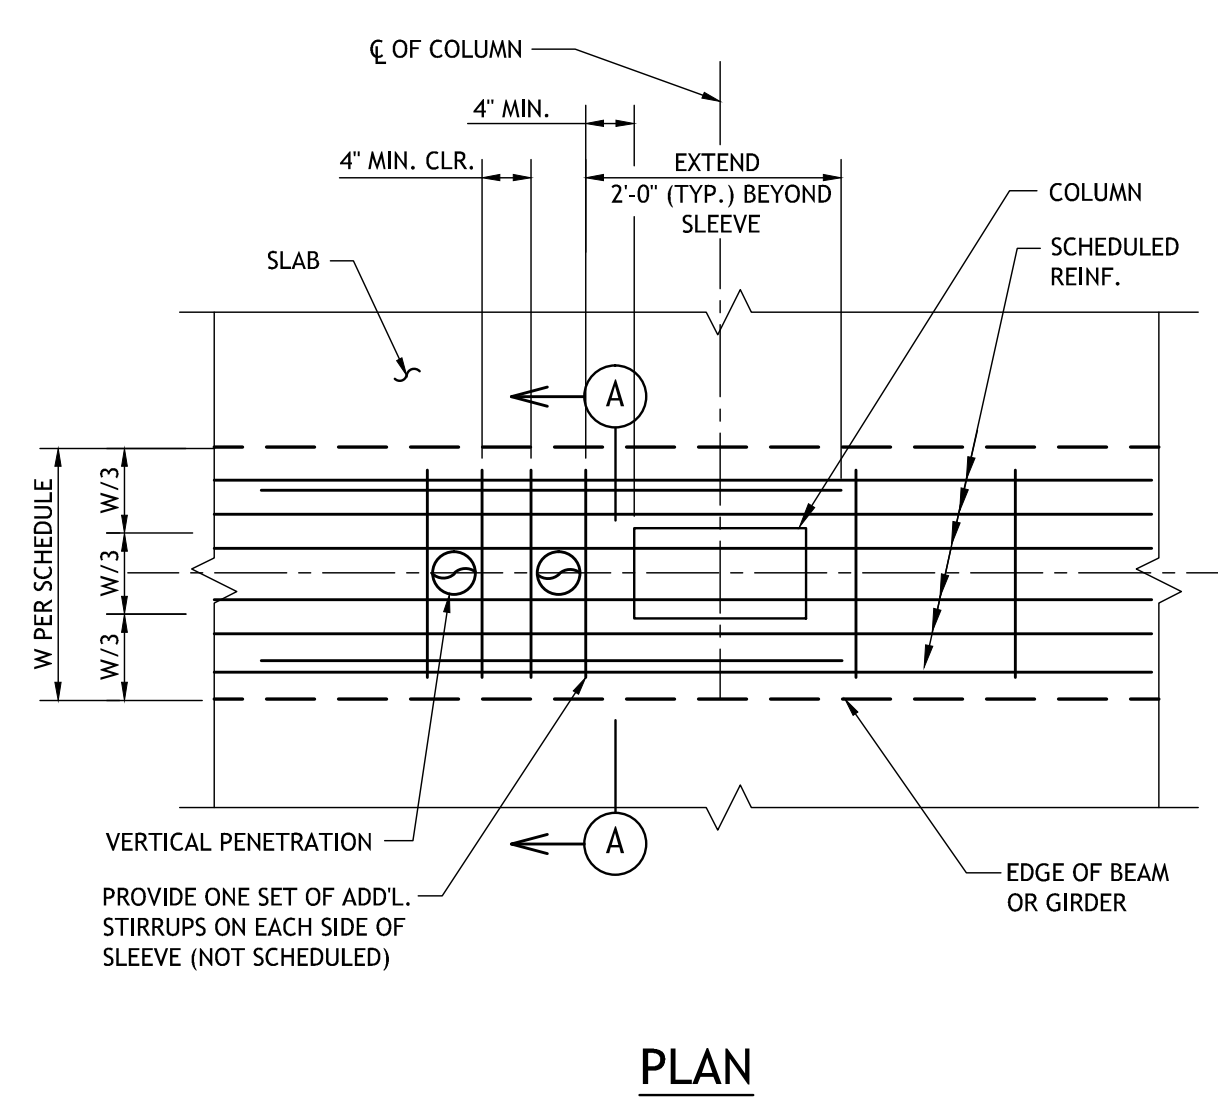 ℄ OF COLUMN
4" MIN.
4" MIN. CLR.
EXTEND
2'-0" (TYP.) BEYOND
SLEEVE
COLUMN
SCHEDULED
REINF.
SLAB
A
W PER SCHEDULE
W/3
W/3
W/3
VERTICAL PENETRATION
A
PROVIDE ONE SET OF ADD'L.
STIRRUPS ON EACH SIDE OF
SLEEVE (NOT SCHEDULED)
EDGE OF BEAM
OR GIRDER
PLAN